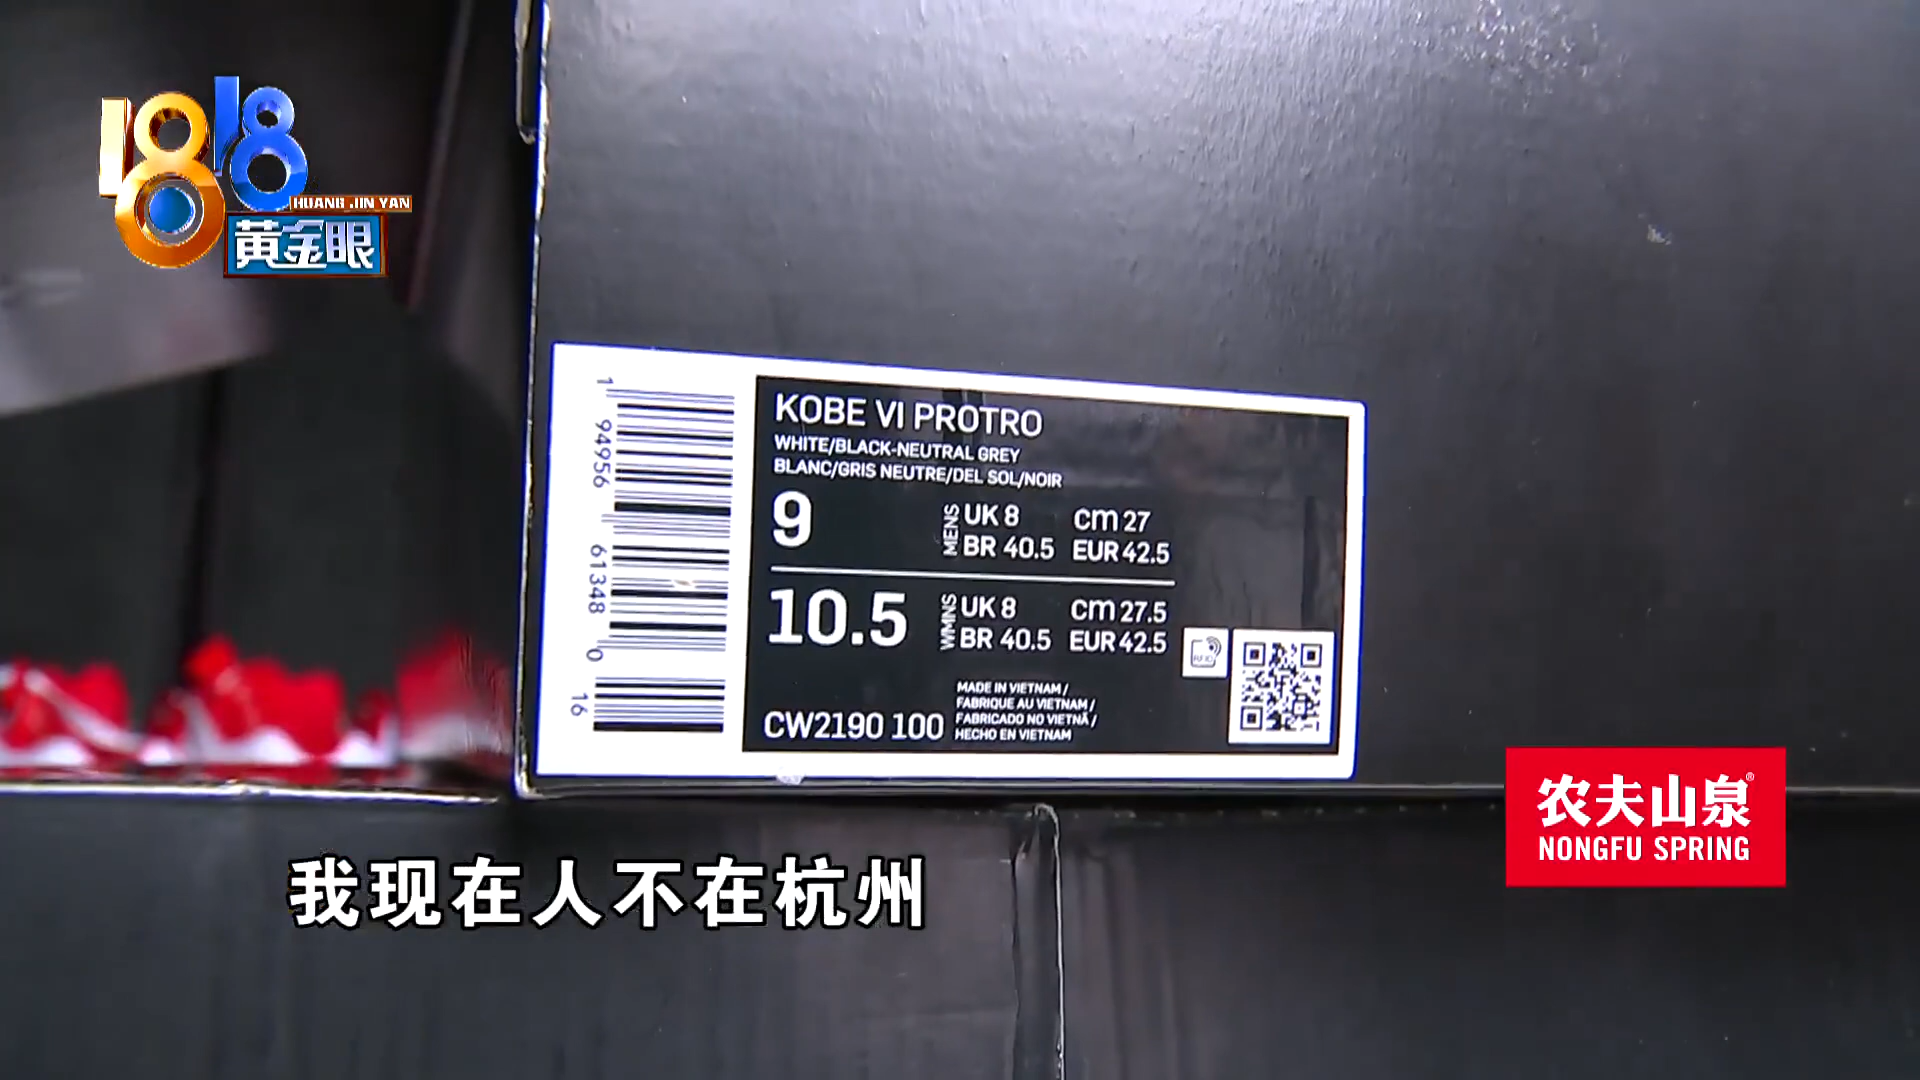 1818
HUANG JIN YAN
黄金眼
KOBE VI PROTRO
WHITE/BLACK-NEUTRAL GREY
BLANC/GRIS NEUTRE/DEL SOL/NOIR
9
MENS
UK 8
cm 27
BR 40.5
EUR 42.5
10.5
WMNS
UK 8
cm 27.5
BR 40.5
EUR 42.5
CW2190 100
MADE IN VIETNAM /
FABRIQUE AU VIETNAM /
FABRICADO NO VIETNÃ /
HECHO EN VIETNAM
RFID
1 94956 61348 0
16
农夫山泉®
NONGFU SPRING
我现在人不在杭州